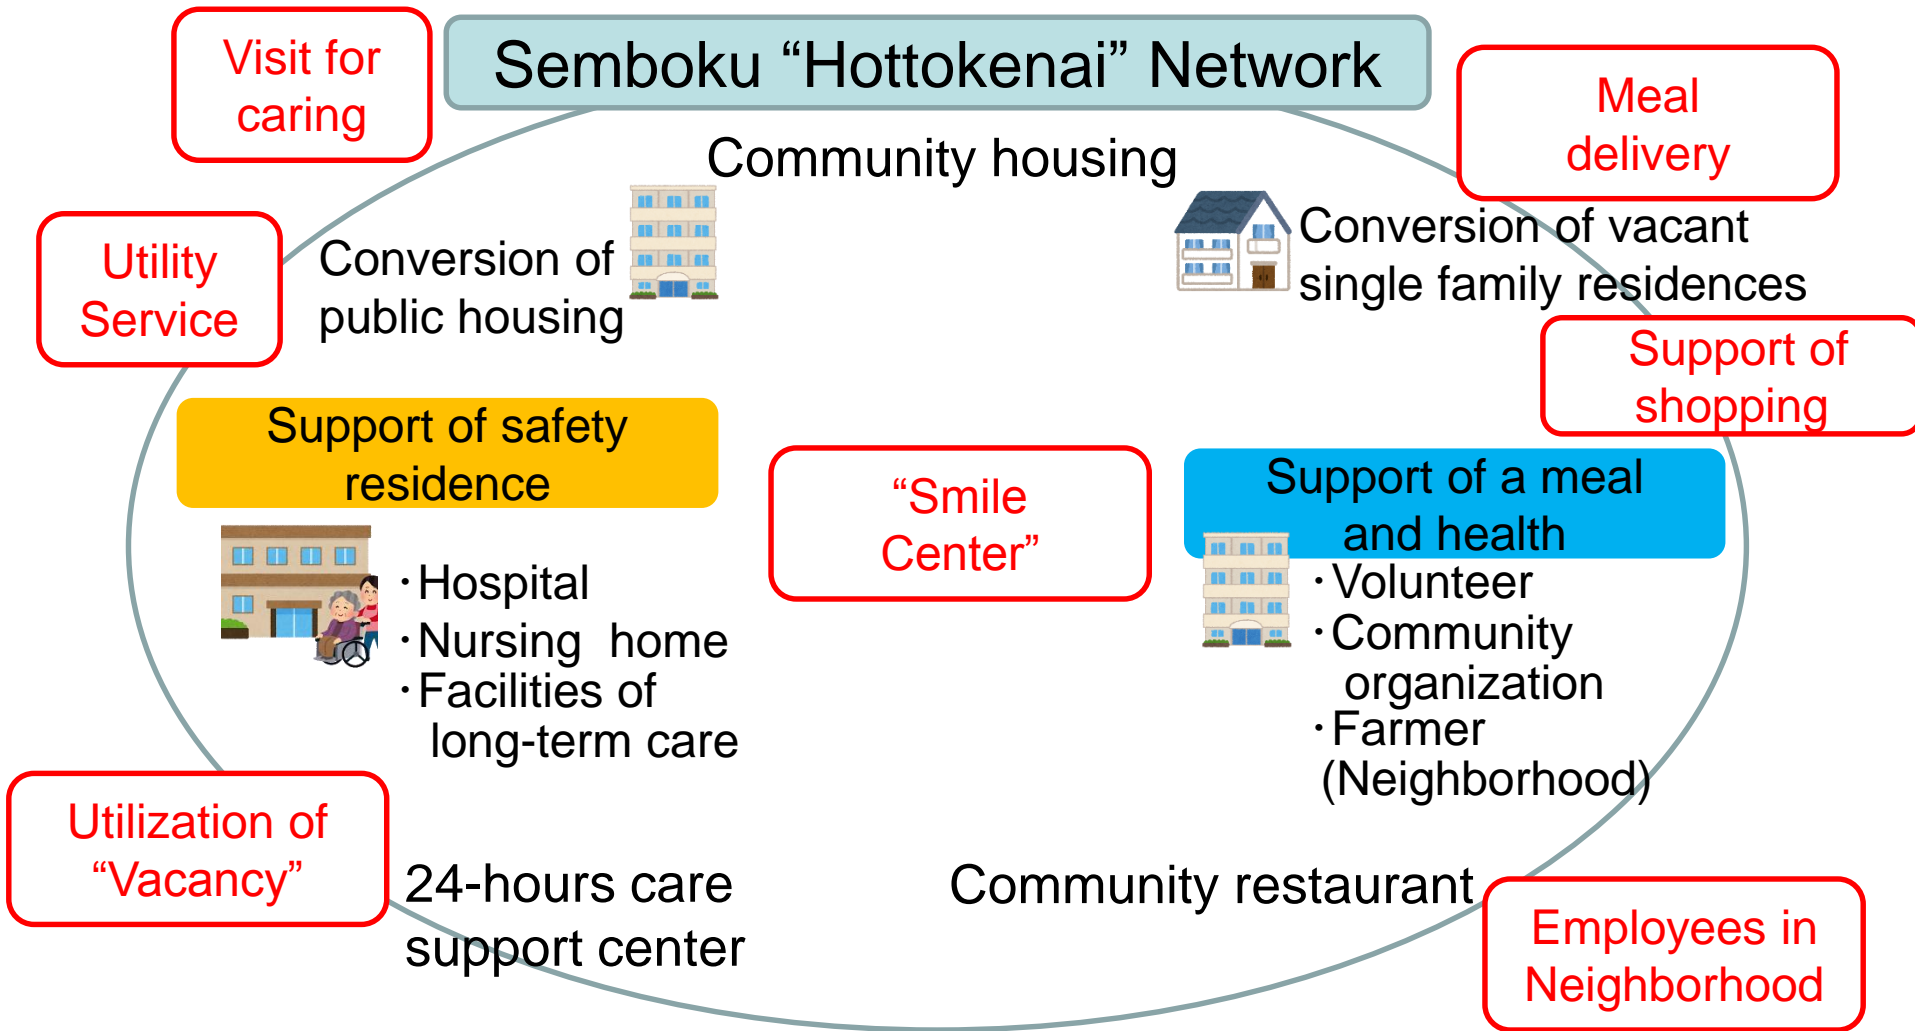 Semboku “Hottokenai” Network
Visit for
caring
Meal
delivery
Community housing
Utility
Service
Conversion of
public housing
Conversion of vacant
single family residences
Support of
shopping
Support of safety
residence
“Smile
Center”
Support of a meal
and health
・Hospital
・Nursing home
・Facilities of
long-term care
・Volunteer
・Community
organization
・Farmer
(Neighborhood)
Utilization of
“Vacancy”
24-hours care
support center
Community restaurant
Employees in
Neighborhood